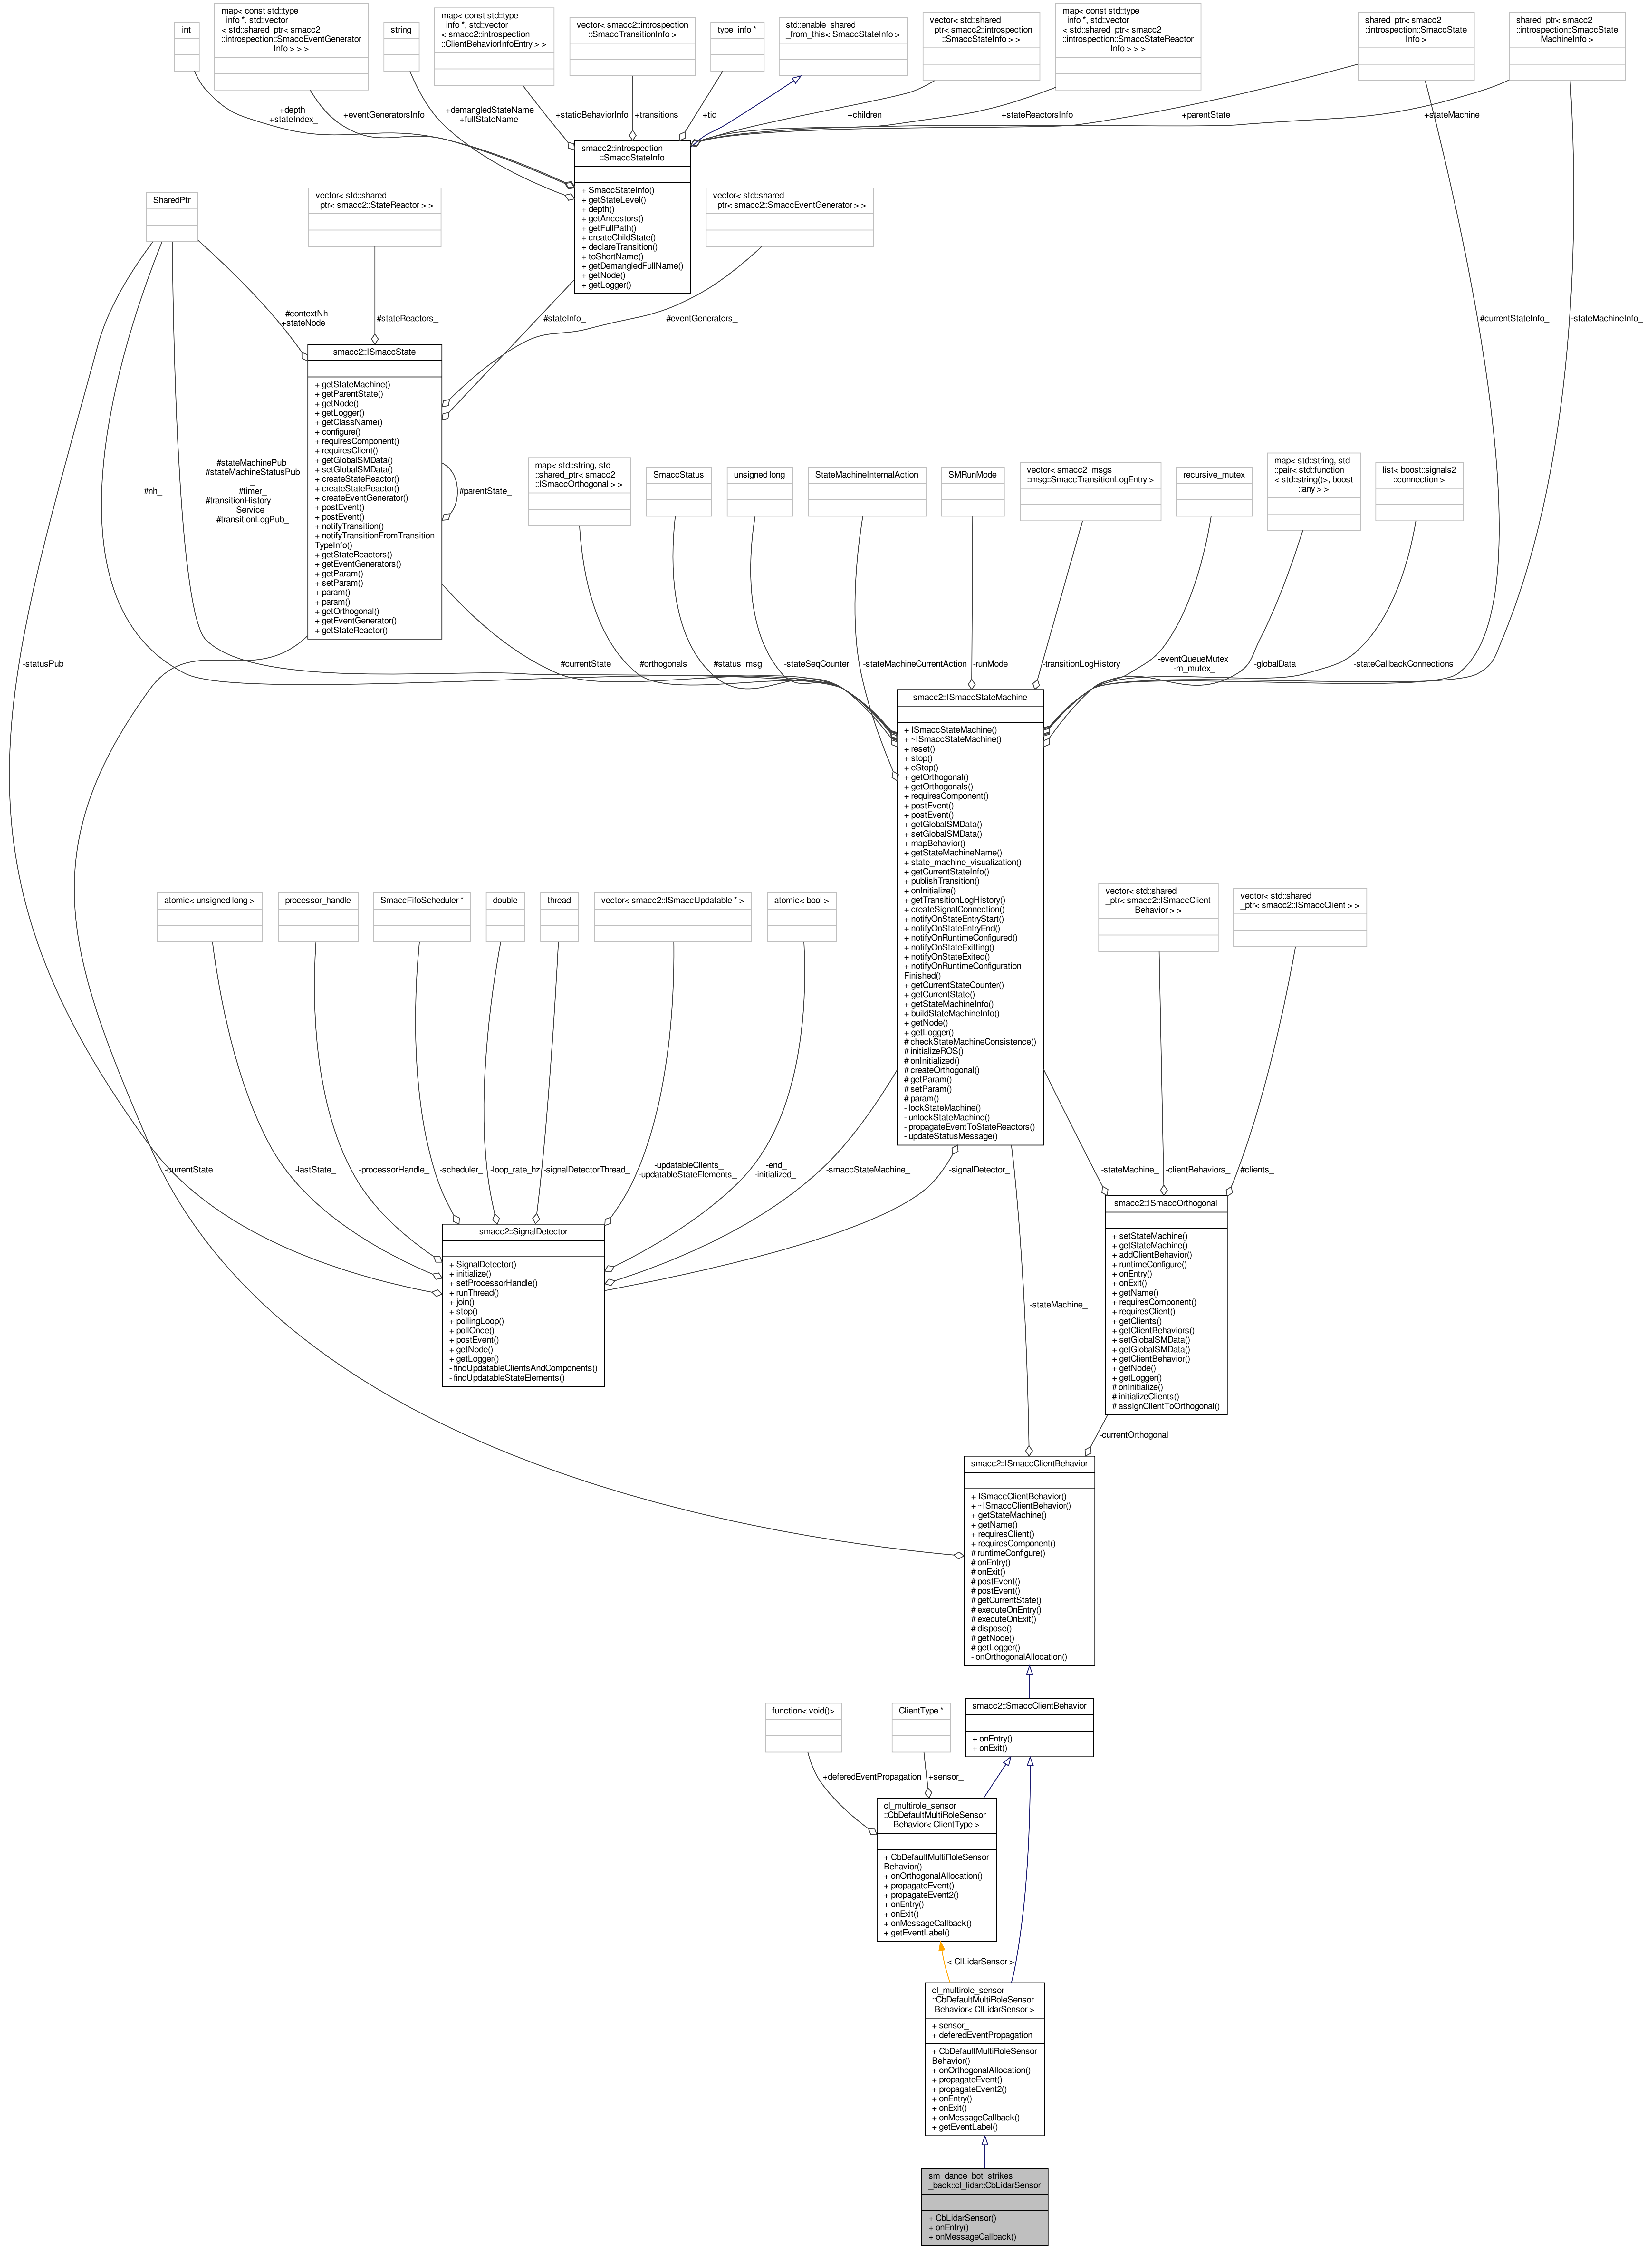 int
map< const std::type
_info *, std::vector
< std::shared_ptr< smacc2
::introspection::SmaccEventGenerator
Info > > >
string
map< const std::type
_info *, std::vector
< smacc2::introspection
::ClientBehaviorInfoEntry > >
vector< smacc2::introspection
::SmaccTransitionInfo >
type_info *
std::enable_shared
_from_this< SmaccStateInfo >
vector< std::shared
_ptr< smacc2::introspection
::SmaccStateInfo > >
map< const std::type
_info *, std::vector
< std::shared_ptr< smacc2
::introspection::SmaccStateReactor
Info > > >
shared_ptr< smacc2
::introspection::SmaccState
Info >
shared_ptr< smacc2
::introspection::SmaccState
MachineInfo >
+depth_
+stateIndex_
+eventGeneratorsInfo
+demangledStateName
+fullStateName
+staticBehaviorInfo
+transitions_
+tid_
+children_
+stateReactorsInfo
+parentState_
+stateMachine_
smacc2::introspection
::SmaccStateInfo
+ SmaccStateInfo()
+ getStateLevel()
+ depth()
+ getAncestors()
+ getFullPath()
+ createChildState()
+ declareTransition()
+ toShortName()
+ getDemangledFullName()
+ getNode()
+ getLogger()
SharedPtr
vector< std::shared
_ptr< smacc2::StateReactor > >
vector< std::shared
_ptr< smacc2::SmaccEventGenerator > >
#contextNh
+stateNode_
#stateReactors_
#stateInfo_
#eventGenerators_
#currentStateInfo_
-stateMachineInfo_
smacc2::ISmaccState
+ getStateMachine()
+ getParentState()
+ getNode()
+ getLogger()
+ getClassName()
+ configure()
+ requiresComponent()
+ requiresClient()
+ getGlobalSMData()
+ setGlobalSMData()
+ createStateReactor()
+ createStateReactor()
+ createEventGenerator()
+ postEvent()
+ postEvent()
+ notifyTransition()
+ notifyTransitionFromTransition
TypeInfo()
+ getStateReactors()
+ getEventGenerators()
+ getParam()
+ setParam()
+ param()
+ param()
+ getOrthogonal()
+ getEventGenerator()
+ getStateReactor()
#nh_
#stateMachinePub_
#stateMachineStatusPub
_
#timer_
#transitionHistory
Service_
#transitionLogPub_
#parentState_
map< std::string, std
::shared_ptr< smacc2
::ISmaccOrthogonal > >
SmaccStatus
unsigned long
StateMachineInternalAction
SMRunMode
vector< smacc2_msgs
::msg::SmaccTransitionLogEntry >
recursive_mutex
map< std::string, std
::pair< std::function
< std::string()>, boost
::any > >
list< boost::signals2
::connection >
-statusPub_
#currentState_
#orthogonals_
#status_msg_
-stateSeqCounter_
-stateMachineCurrentAction
-runMode_
-transitionLogHistory_
-eventQueueMutex_
-m_mutex_
-globalData_
-stateCallbackConnections
smacc2::ISmaccStateMachine
+ ISmaccStateMachine()
+ ~ISmaccStateMachine()
+ reset()
+ stop()
+ eStop()
+ getOrthogonal()
+ getOrthogonals()
+ requiresComponent()
+ postEvent()
+ postEvent()
+ getGlobalSMData()
+ setGlobalSMData()
+ mapBehavior()
+ getStateMachineName()
+ state_machine_visualization()
+ getCurrentStateInfo()
+ publishTransition()
+ onInitialize()
+ getTransitionLogHistory()
+ createSignalConnection()
+ notifyOnStateEntryStart()
+ notifyOnStateEntryEnd()
+ notifyOnRuntimeConfigured()
+ notifyOnStateExitting()
+ notifyOnStateExited()
+ notifyOnRuntimeConfiguration
Finished()
+ getCurrentStateCounter()
+ getCurrentState()
+ getStateMachineInfo()
+ buildStateMachineInfo()
+ getNode()
+ getLogger()
# checkStateMachineConsistence()
# initializeROS()
# onInitialized()
# createOrthogonal()
# getParam()
# setParam()
# param()
- lockStateMachine()
- unlockStateMachine()
- propagateEventToStateReactors()
- updateStatusMessage()
atomic< unsigned long >
processor_handle
SmaccFifoScheduler *
double
thread
vector< smacc2::ISmaccUpdatable * >
atomic< bool >
vector< std::shared
_ptr< smacc2::ISmaccClient
Behavior > >
vector< std::shared
_ptr< smacc2::ISmaccClient > >
-currentState
-lastState_
-processorHandle_
-scheduler_
-loop_rate_hz
-signalDetectorThread_
-updatableClients_
-updatableStateElements_
-end_
-initialized_
-smaccStateMachine_
-signalDetector_
-stateMachine_
-clientBehaviors_
#clients_
smacc2::SignalDetector
+ SignalDetector()
+ initialize()
+ setProcessorHandle()
+ runThread()
+ join()
+ stop()
+ pollingLoop()
+ pollOnce()
+ postEvent()
+ getNode()
+ getLogger()
- findUpdatableClientsAndComponents()
- findUpdatableStateElements()
smacc2::ISmaccOrthogonal
+ setStateMachine()
+ getStateMachine()
+ addClientBehavior()
+ runtimeConfigure()
+ onEntry()
+ onExit()
+ getName()
+ requiresComponent()
+ requiresClient()
+ getClients()
+ getClientBehaviors()
+ setGlobalSMData()
+ getGlobalSMData()
+ getClientBehavior()
+ getNode()
+ getLogger()
# onInitialize()
# initializeClients()
# assignClientToOrthogonal()
-stateMachine_
-currentOrthogonal
smacc2::ISmaccClientBehavior
+ ISmaccClientBehavior()
+ ~ISmaccClientBehavior()
+ getStateMachine()
+ getName()
+ requiresClient()
+ requiresComponent()
# runtimeConfigure()
# onEntry()
# onExit()
# postEvent()
# postEvent()
# getCurrentState()
# executeOnEntry()
# executeOnExit()
# dispose()
# getNode()
# getLogger()
- onOrthogonalAllocation()
function< void()>
ClientType *
smacc2::SmaccClientBehavior
+ onEntry()
+ onExit()
+deferedEventPropagation
+sensor_
cl_multirole_sensor
::CbDefaultMultiRoleSensor
Behavior< ClientType >
+ CbDefaultMultiRoleSensor
Behavior()
+ onOrthogonalAllocation()
+ propagateEvent()
+ propagateEvent2()
+ onEntry()
+ onExit()
+ onMessageCallback()
+ getEventLabel()
< ClLidarSensor >
cl_multirole_sensor
::CbDefaultMultiRoleSensor
Behavior< ClLidarSensor >
+ sensor_
+ deferedEventPropagation
+ CbDefaultMultiRoleSensor
Behavior()
+ onOrthogonalAllocation()
+ propagateEvent()
+ propagateEvent2()
+ onEntry()
+ onExit()
+ onMessageCallback()
+ getEventLabel()
sm_dance_bot_strikes
_back::cl_lidar::CbLidarSensor
+ CbLidarSensor()
+ onEntry()
+ onMessageCallback()